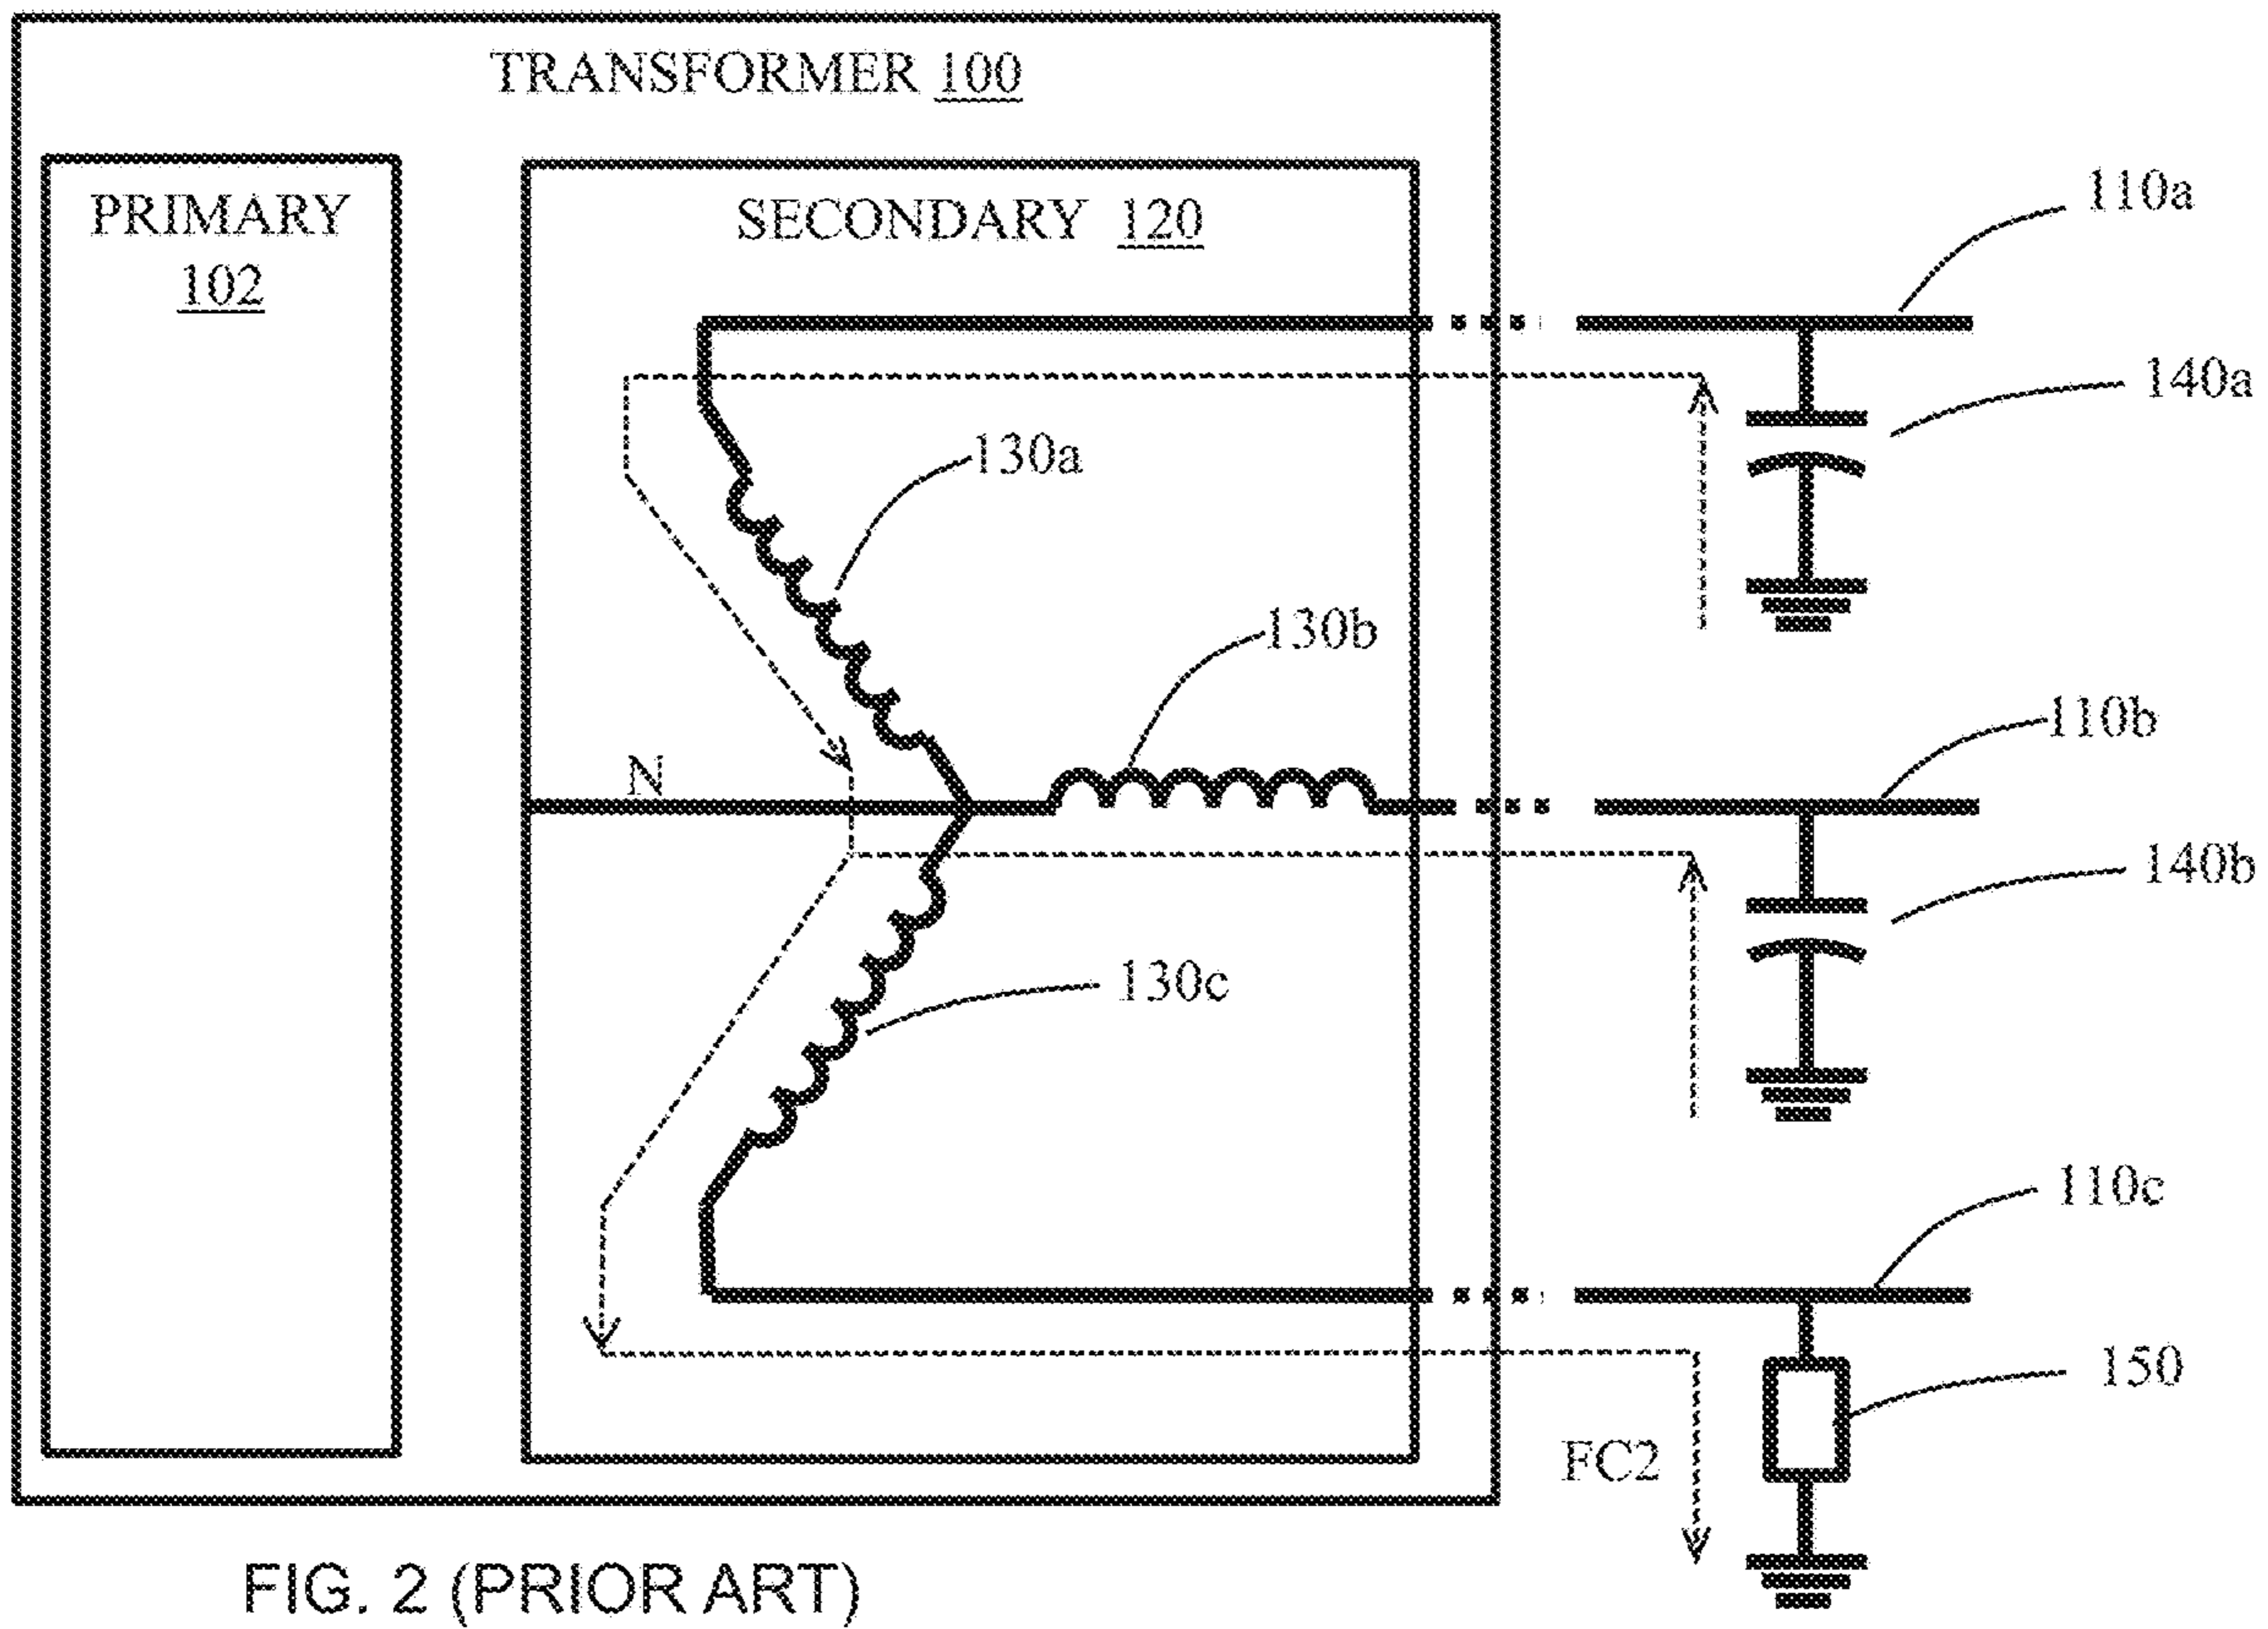 TRANSFORMER 100
PRIMARY
102
SECONDARY 120
110a
140a
130a
130b
110b
N
140b
130c
110c
150
FC2
FIG. 2 (PRIOR ART)